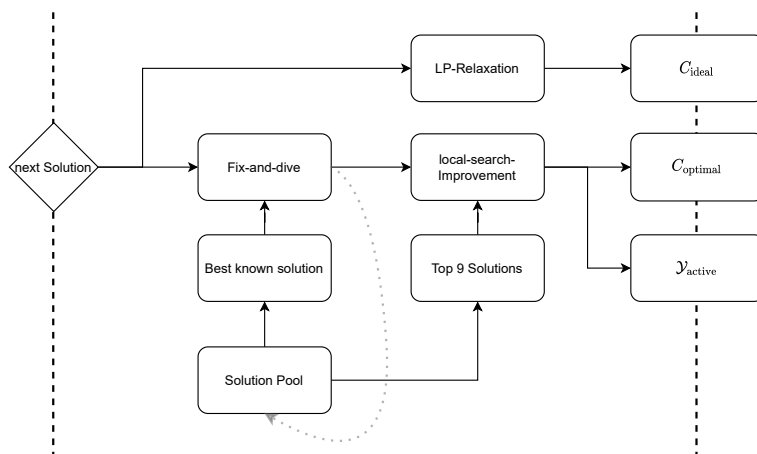 LP-Relaxation
C_ideal
next Solution
Fix-and-dive
local-search-
Improvement
C_optimal
Best known solution
Top 9 Solutions
𝒴_active
Solution Pool